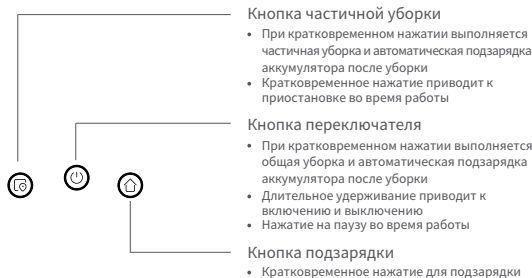 Кнопка частичной уборки
• При кратковременном нажатии выполняется
частичная уборка и автоматическая подзарядка
аккумулятора после уборки
• Кратковременное нажатие приводит к
приостановке во время работы
Кнопка переключателя
• При кратковременном нажатии выполняется
общая уборка и автоматическая подзарядка
аккумулятора после уборки
• Длительное удерживание приводит к
включению и выключению
• Нажатие на паузу во время работы
Кнопка подзарядки
• Кратковременное нажатие для подзарядки